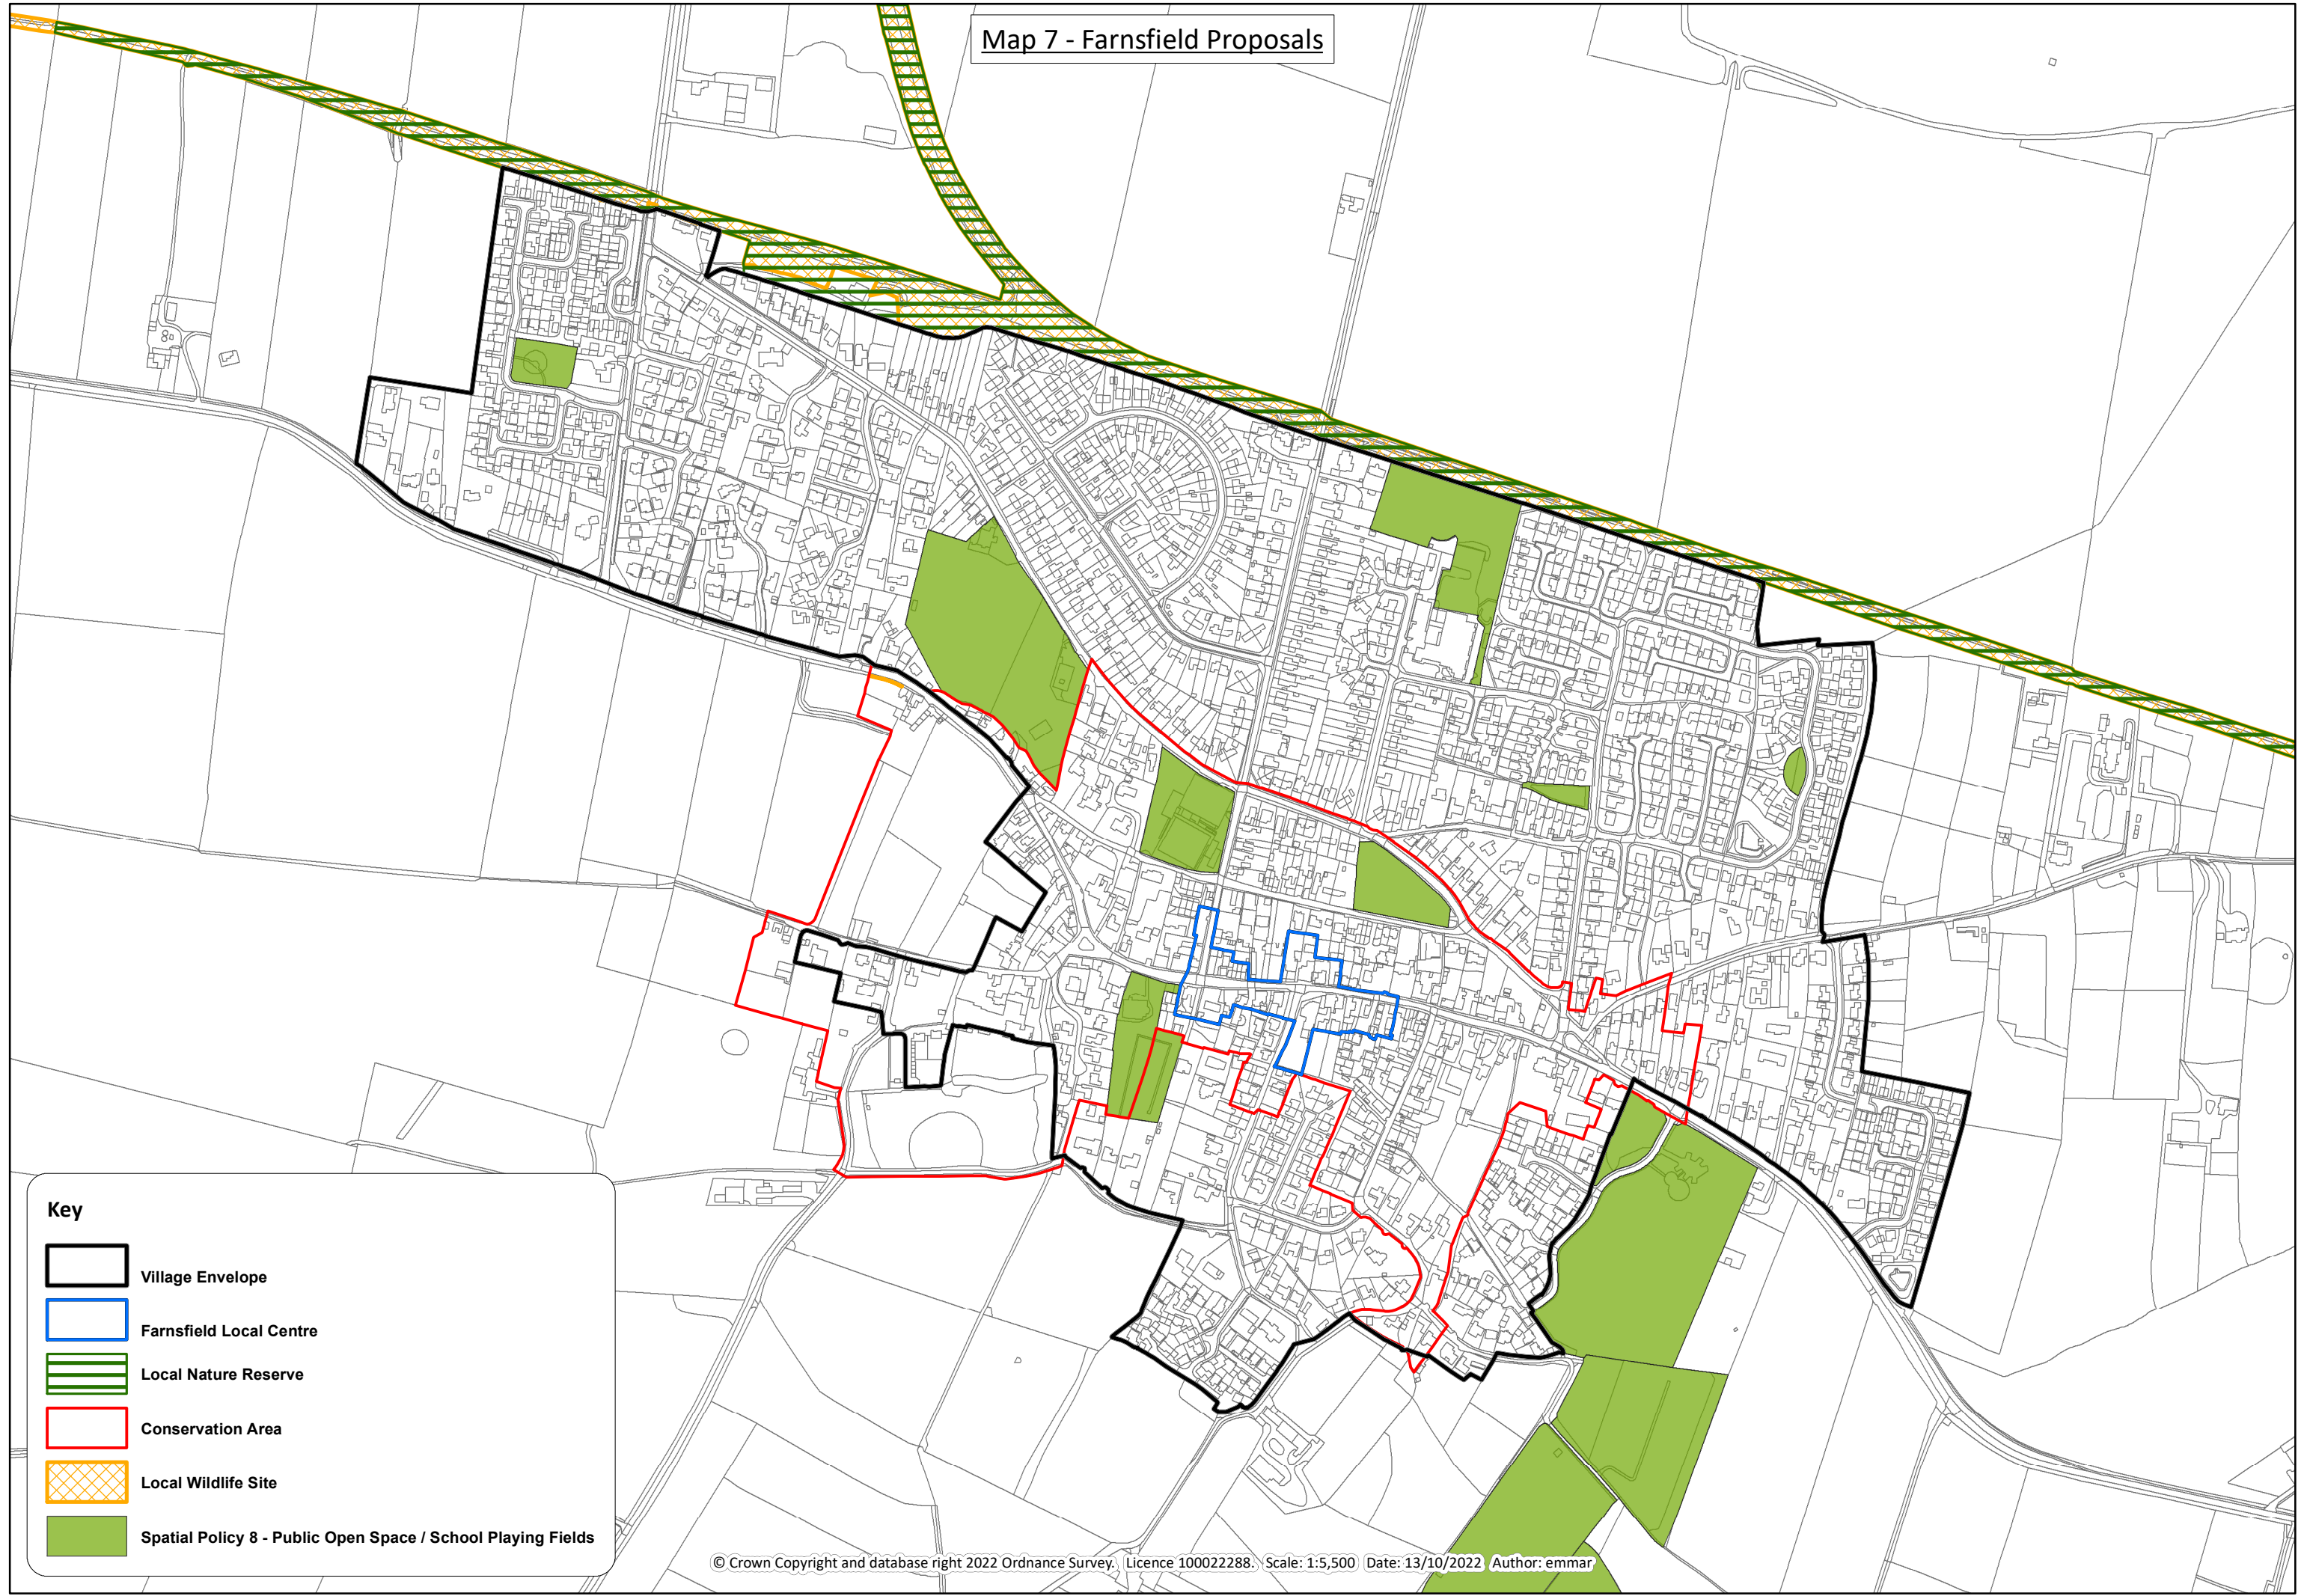 Map 7 - Farnsfield Proposals
Key
Village Envelope
Farnsfield Local Centre
Local Nature Reserve
Conservation Area
Local Wildlife Site
Spatial Policy 8 - Public Open Space / School Playing Fields
© Crown Copyright and database right 2022 Ordnance Survey. Licence 100022288. Scale: 1:5,500 Date: 13/10/2022 Author: emmar